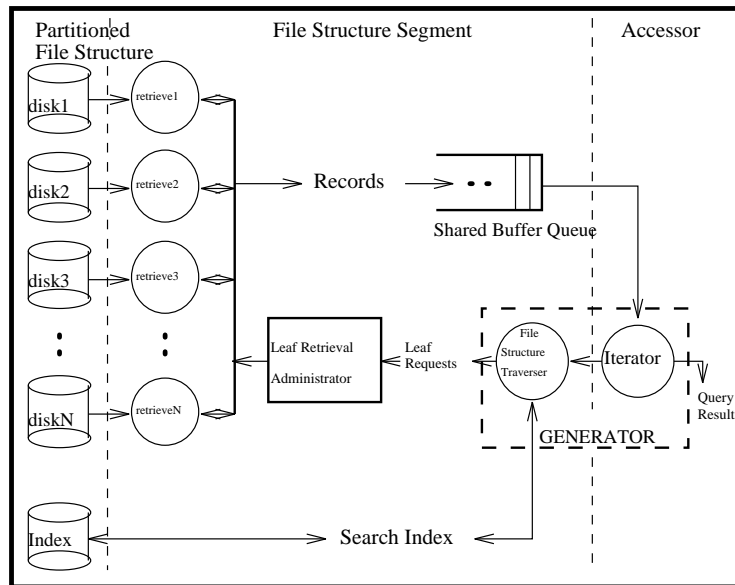 Partitioned
File Structure
File Structure Segment
Accessor
disk1
retrieve1
disk2
retrieve2
Records
Shared Buffer Queue
disk3
retrieve3
Leaf Retrieval
Administrator
Leaf
Requests
File
Structure
Traverser
Iterator
Query
Result
diskN
retrieveN
GENERATOR
Index
Search Index